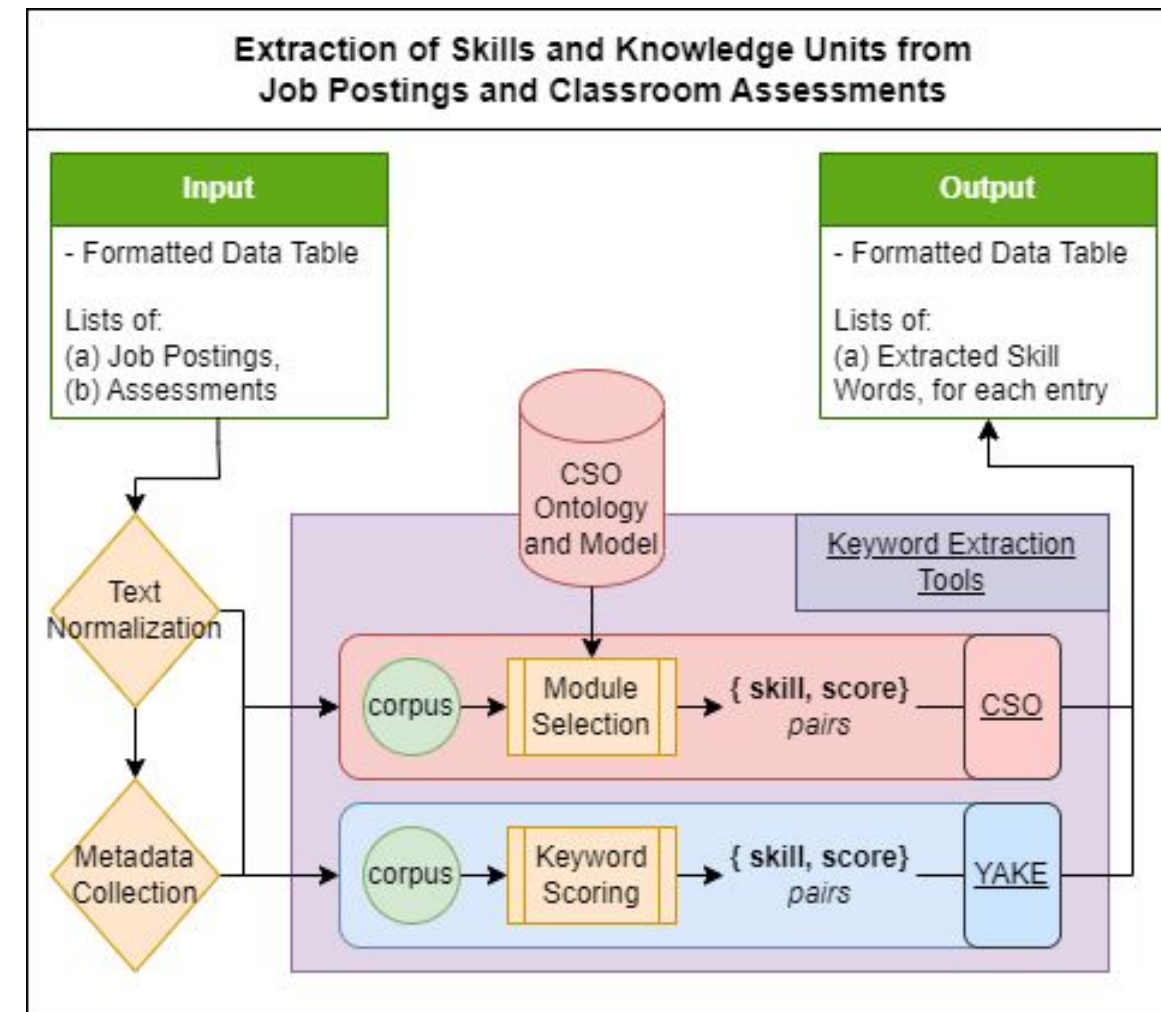 Extraction of Skills and Knowledge Units from
Job Postings and Classroom Assessments
Input
- Formatted Data Table
Lists of:
(a) Job Postings,
(b) Assessments
Output
- Formatted Data Table
Lists of:
(a) Extracted Skill
Words, for each entry
CSO
Ontology
and Model
Keyword Extraction
Tools
Text
Normalization
corpus
Module
Selection
{ skill, score}
pairs
CSO
Metadata
Collection
corpus
Keyword
Scoring
{ skill, score}
pairs
YAKE